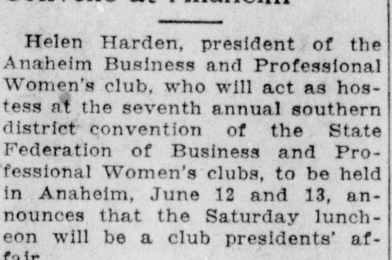 Helen Harden, president of the
Anaheim Business and Professional
Women's club, who will act as hos-
tess at the seventh annual southern
district convention of the State
Federation of Business and Pro-
fessional Women's clubs, to be held
in Anaheim, June 12 and 13, an-
nounces that the Saturday lunch-
eon will be a club presidents' af-
fair